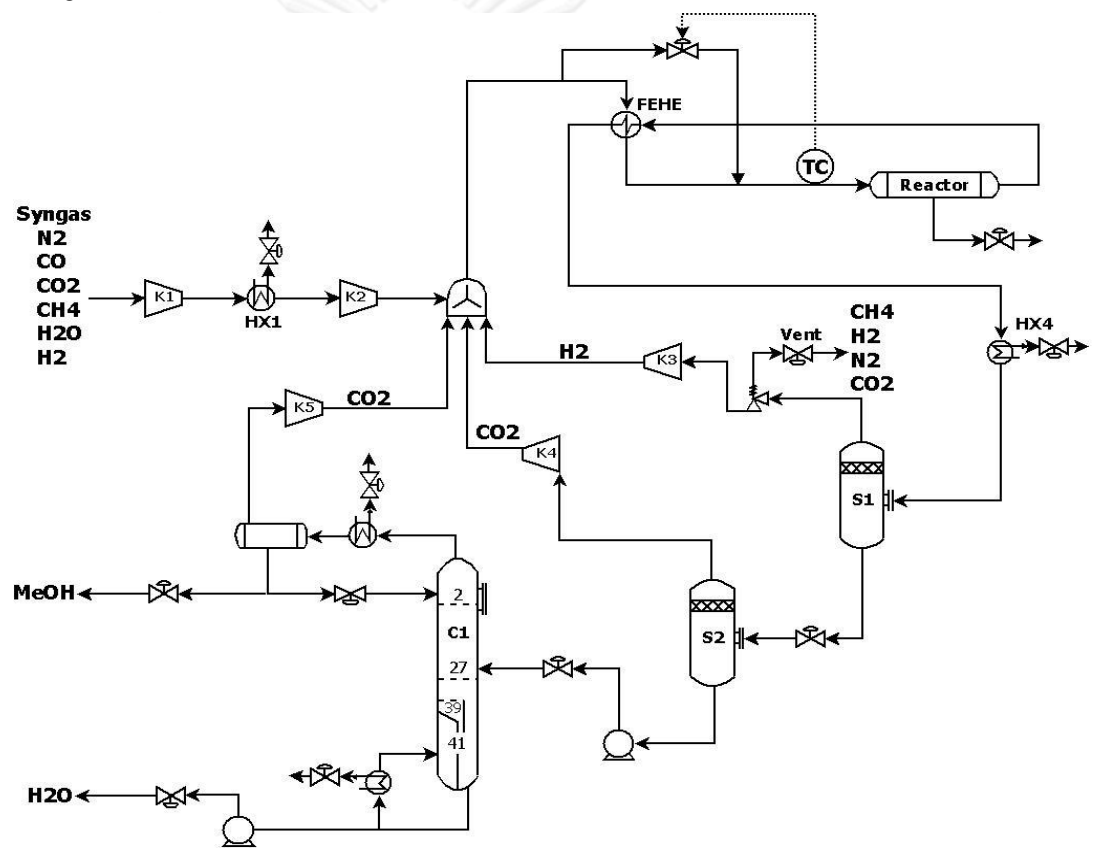 FEHE
TC
Reactor
Syngas
N2
CO
CO2
CH4
H2O
H2
K1
HX1
K2
H2
K3
Vent
CH4
H2
N2
CO2
HX4
K5
CO2
CO2
K4
S1
MeOH
2
C1
27
39
41
S2
H2O